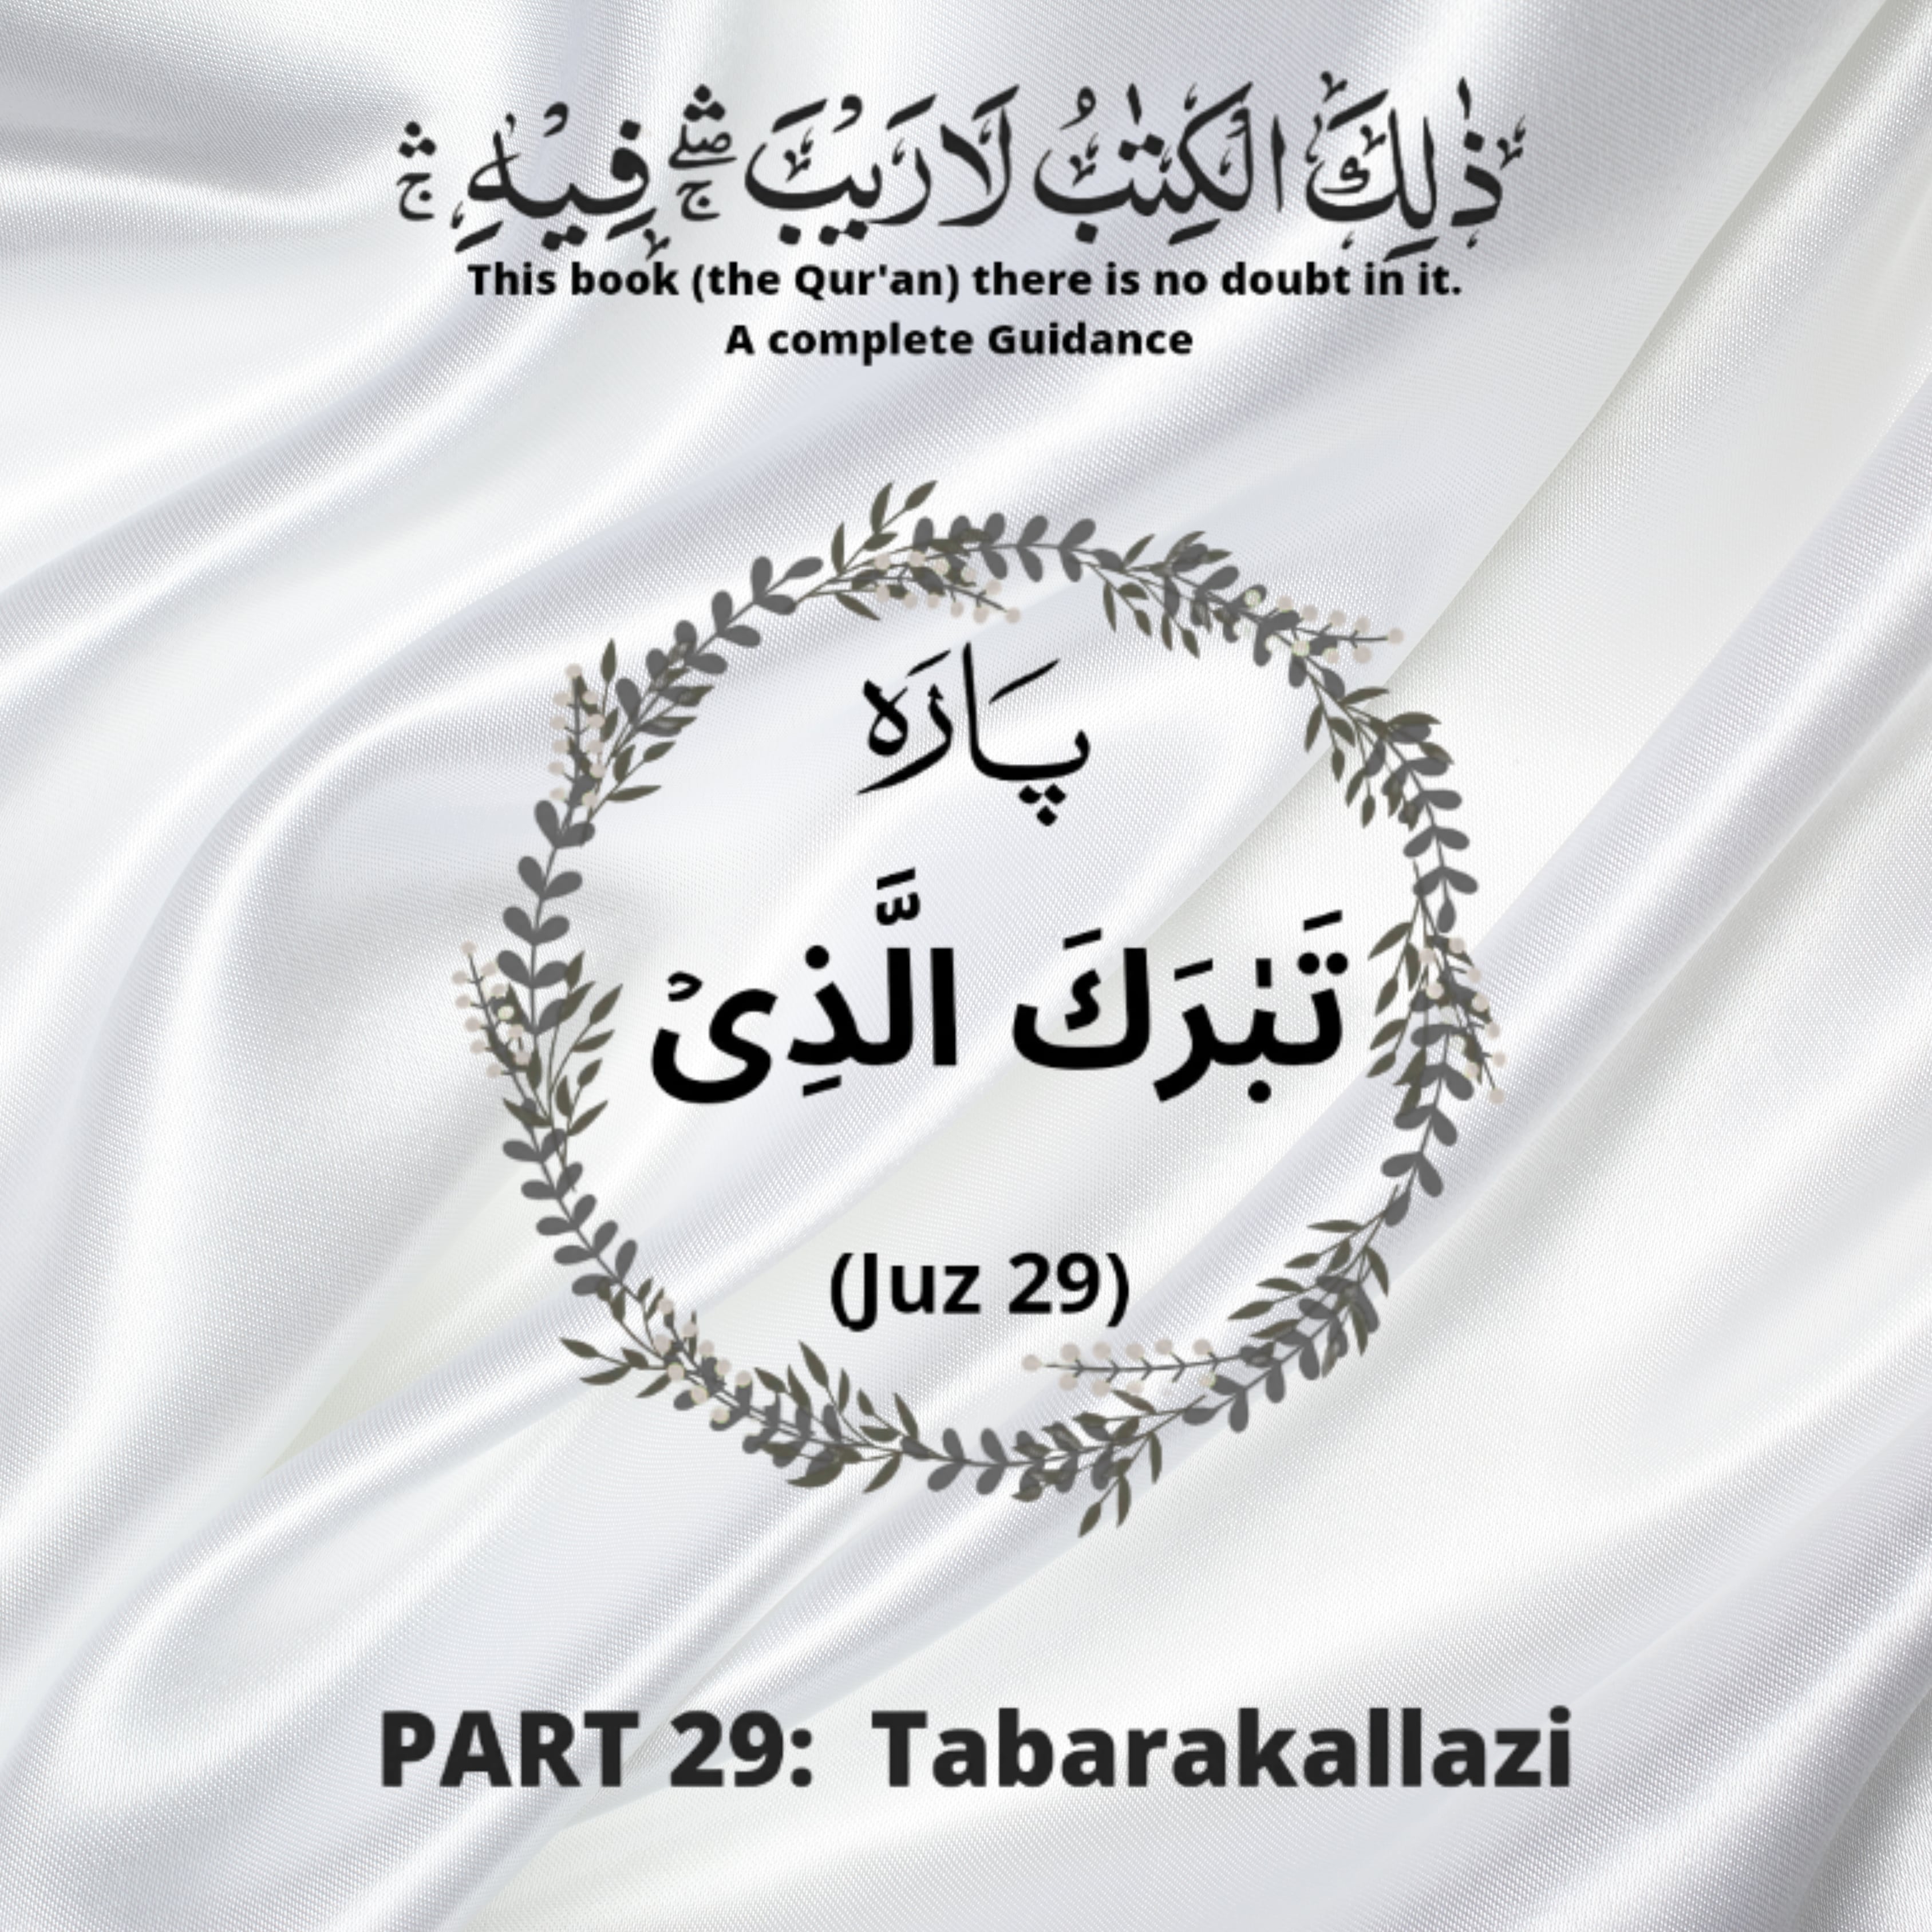 ذٰلِكَ الْكِتٰبُ لَا رَيْبَ ۛۖۚ فِيْهِ ۛۚ
This book (the Qur'an) there is no doubt in it.
A complete Guidance
پَارَہ
تَبٰرَكَ الَّذِىۡ
(Juz 29)
PART 29: Tabarakallazi